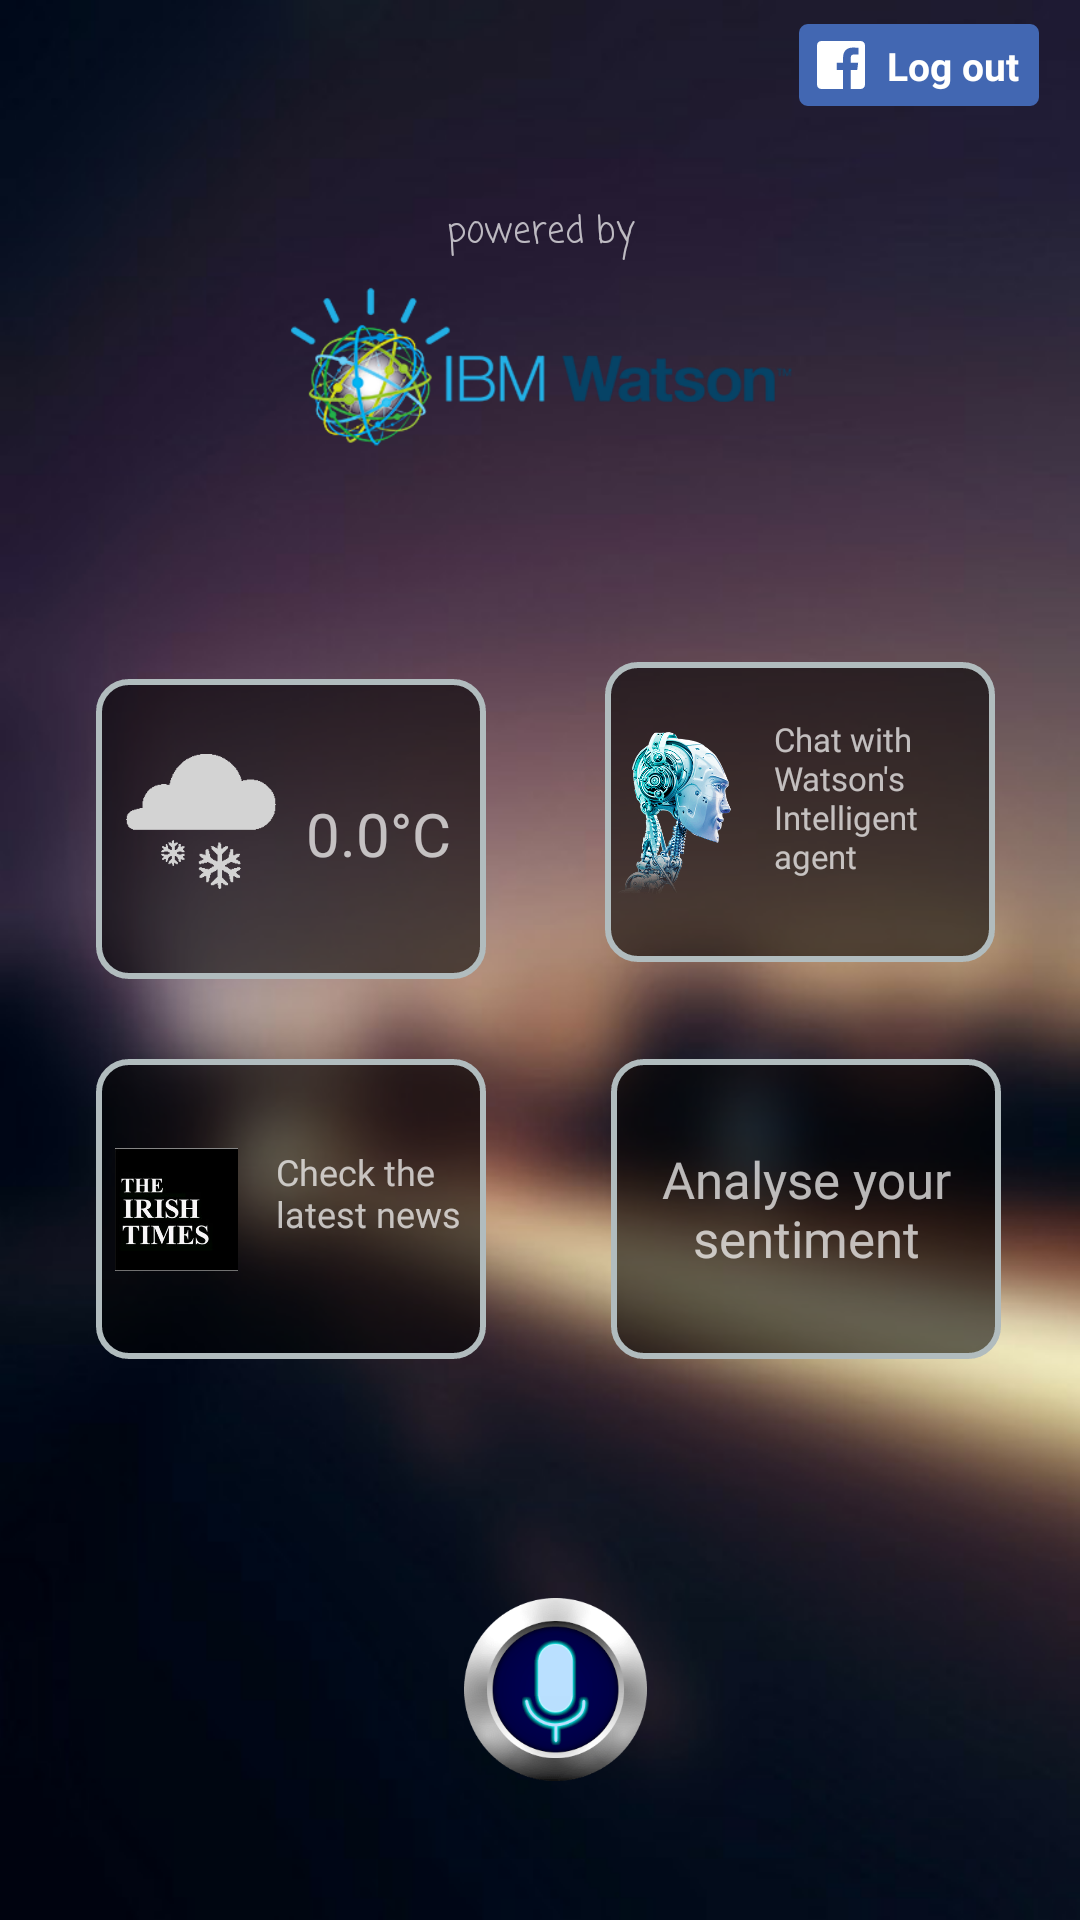 Log out
powered by
IBM Watson™
Chat with
Watson's
Intelligent
agent
0.0°C
THE
IRISH
TIMES
Check the
latest news
Analyse your
sentiment